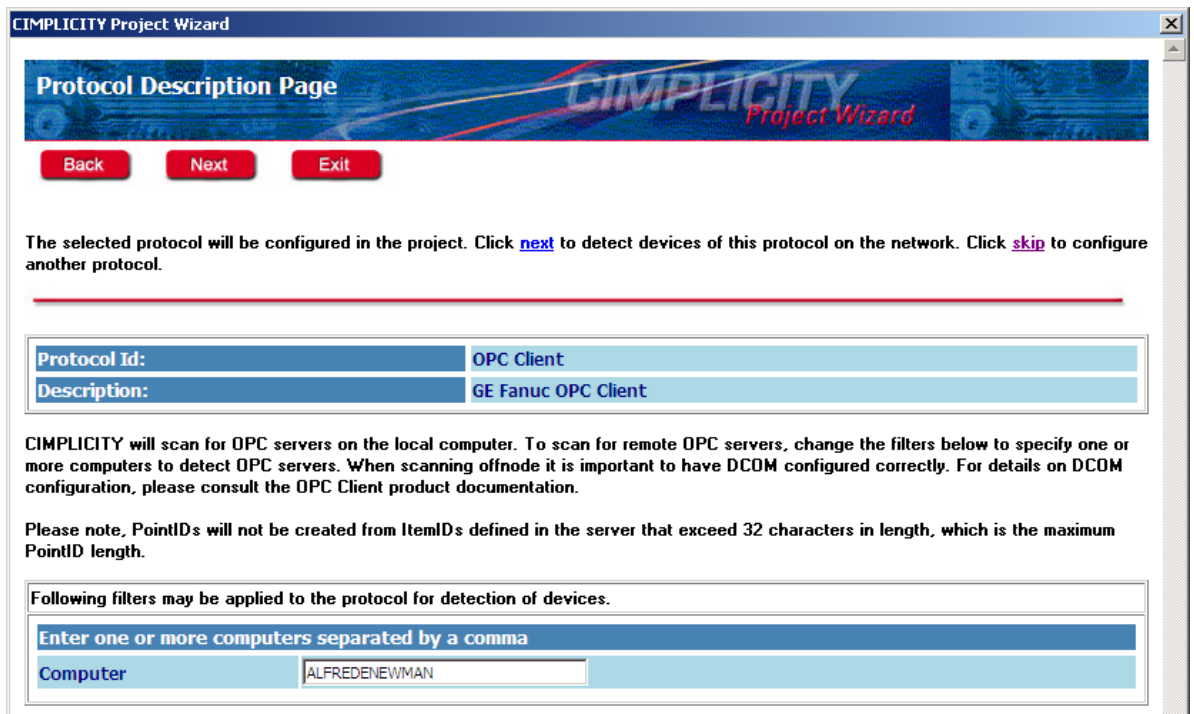 CIMPLICITY Project Wizard
Protocol Description Page
CIMPLICITY
Project Wizard
Back Next Exit
The selected protocol will be configured in the project. Click next to detect devices of this protocol on the network. Click skip to configure
another protocol.
Protocol Id: OPC Client
Description: GE Fanuc OPC Client
CIMPLICITY will scan for OPC servers on the local computer. To scan for remote OPC servers, change the filters below to specify one or
more computers to detect OPC servers. When scanning offnode it is important to have DCOM configured correctly. For details on DCOM
configuration, please consult the OPC Client product documentation.
Please note, PointIDs will not be created from ItemIDs defined in the server that exceed 32 characters in length, which is the maximum
PointID length.
Following filters may be applied to the protocol for detection of devices.
Enter one or more computers separated by a comma
Computer ALFREDENEWMAN